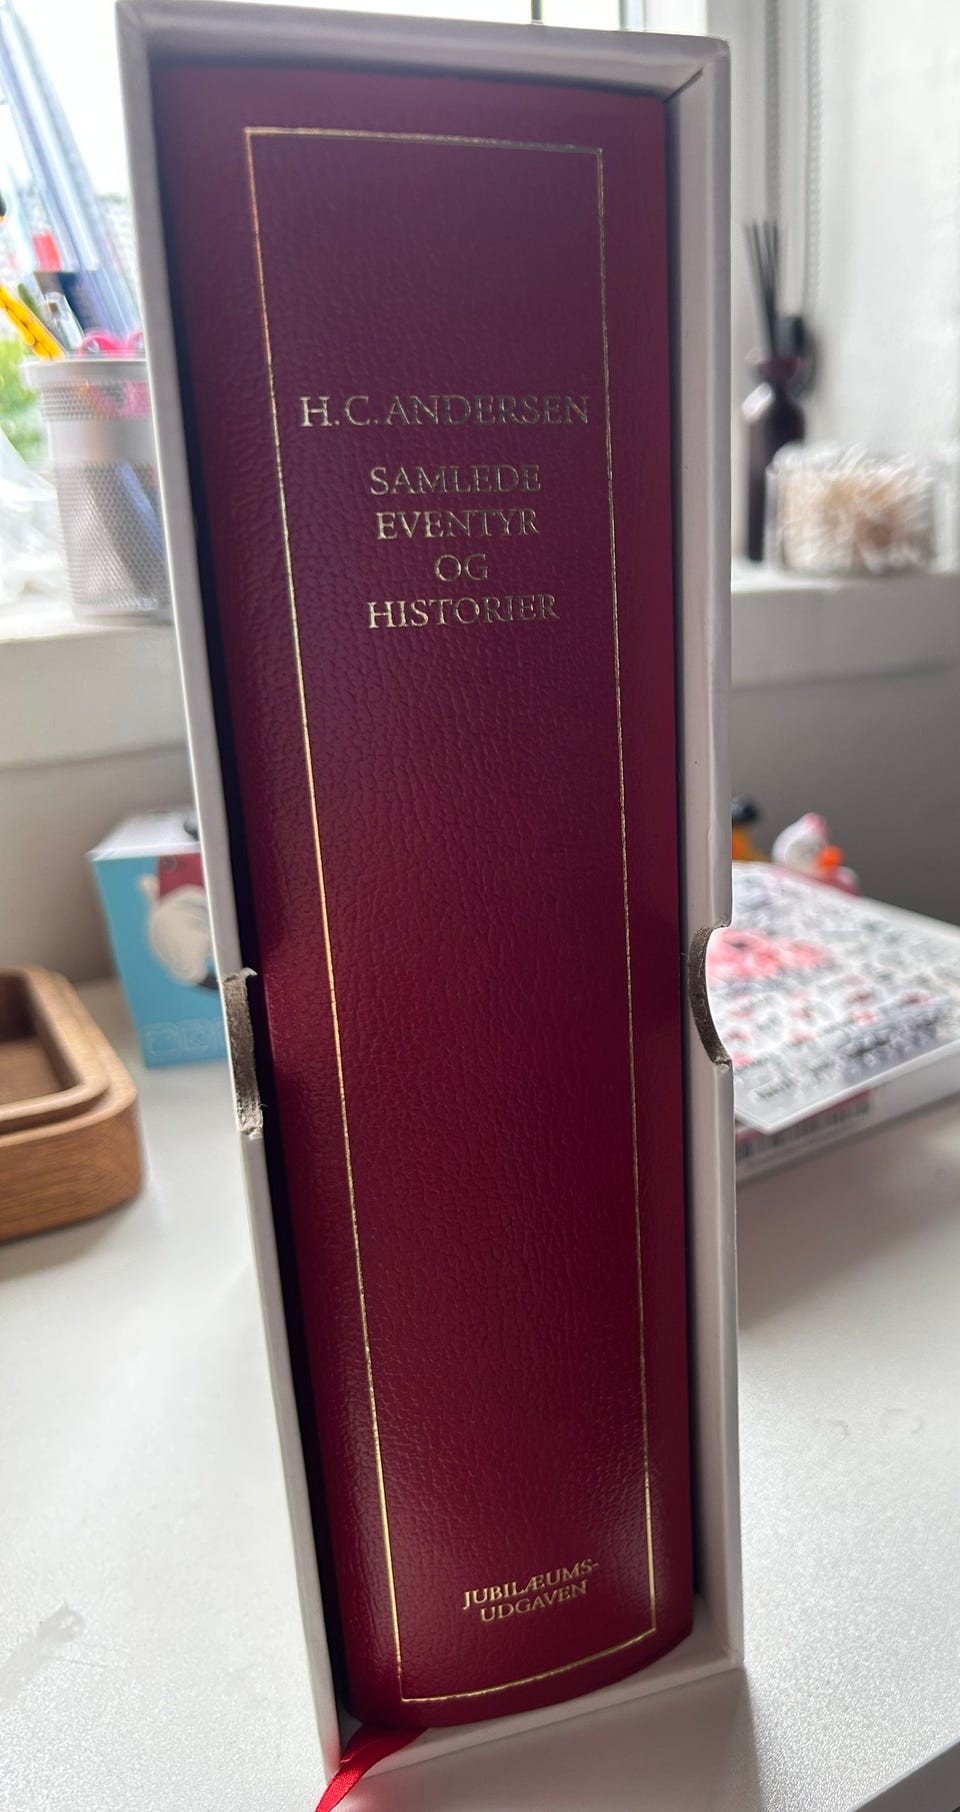 H.C. ANDERSEN
SAMLEDE
EVENTYR
OG
HISTORIER
JUBILÆUMS-
UDGAVEN